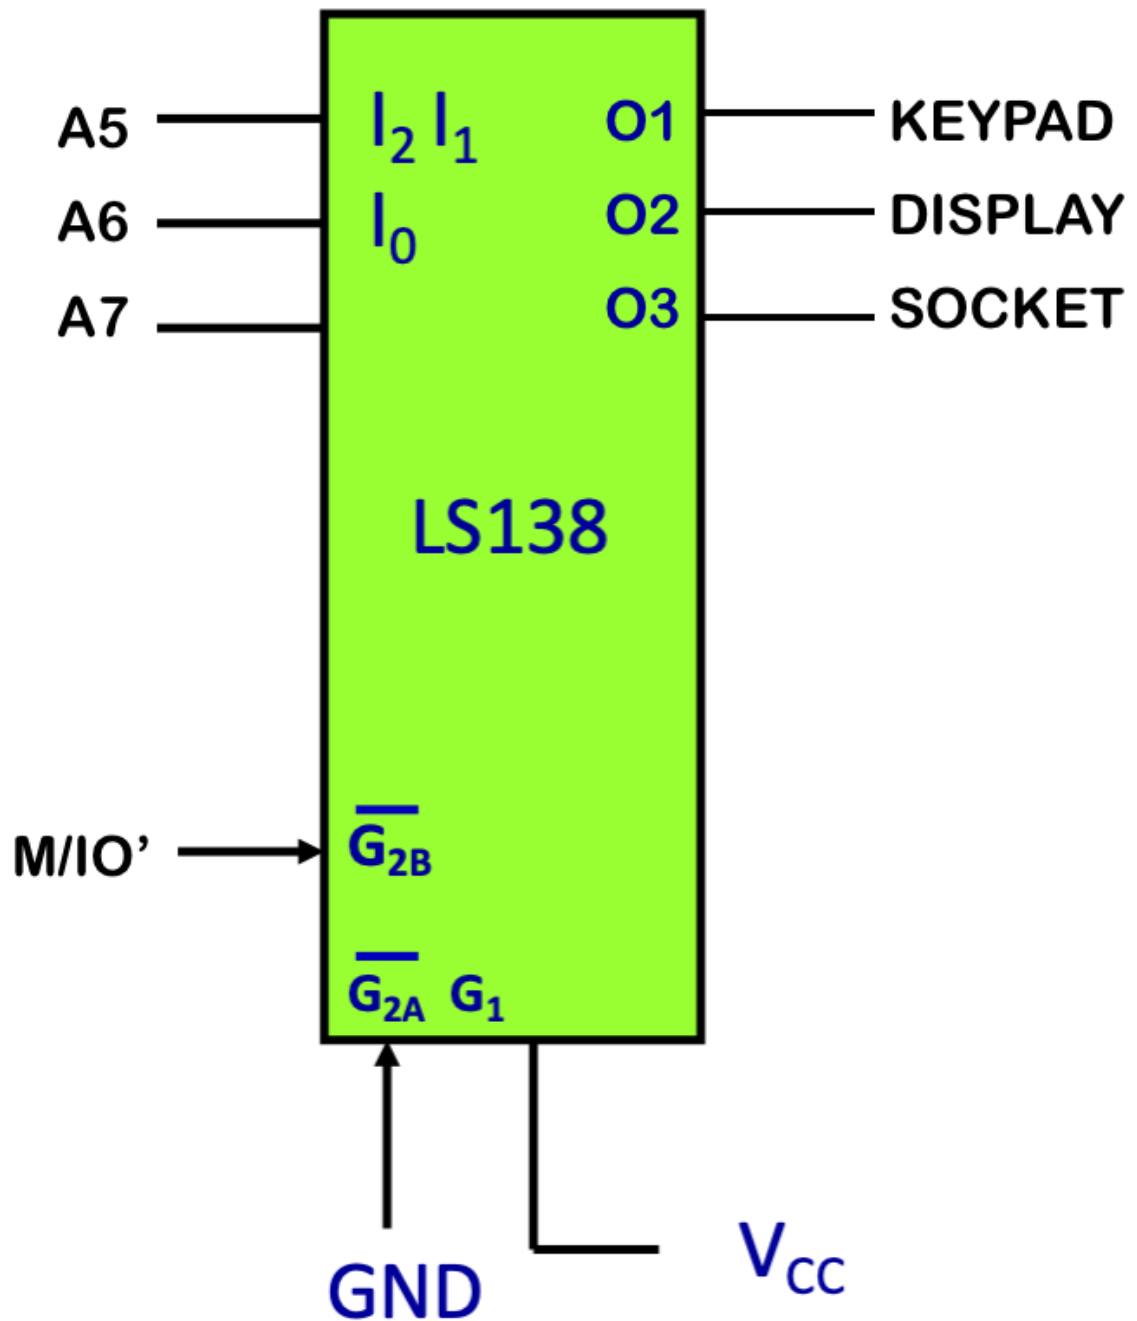 A5 I2 I1 O1 KEYPAD
A6 I0 O2 DISPLAY
A7 O3 SOCKET
LS138
M/IO’ G2B
G2A G1
GND VCC